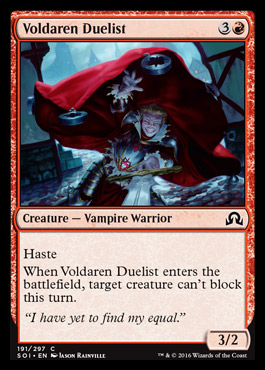 Voldaren Duelist 3
Creature — Vampire Warrior
Haste
When Voldaren Duelist enters the
battlefield, target creature can't block
this turn.
"I have yet to find my equal."
3/2
191/297 C
SOI • EN Jason Rainville
™ & © 2016 Wizards of the Coast